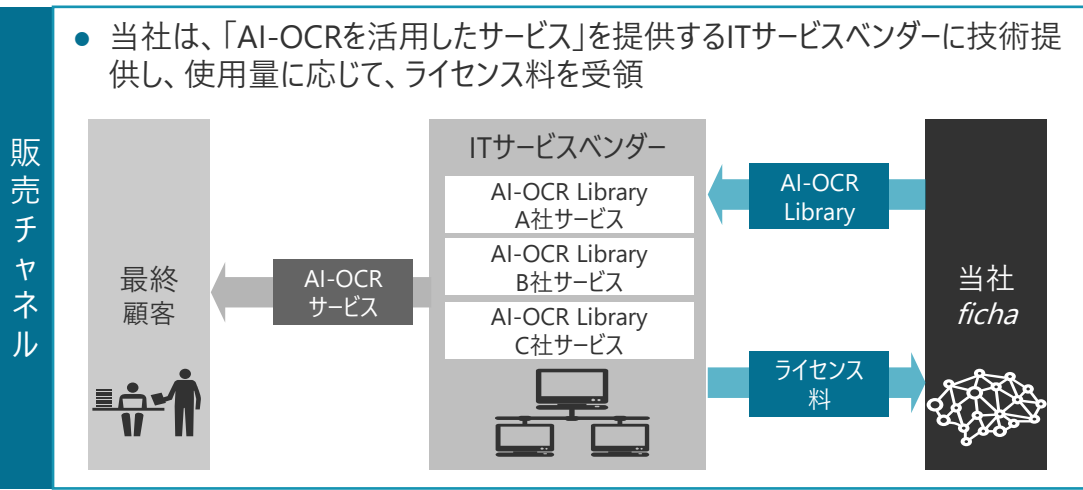 販売チャネル
● 当社は、「AI-OCRを活用したサービス」を提供するITサービスベンダーに技術提
供し、使用量に応じて、ライセンス料を受領
最終
顧客
AI-OCR
サービス
ITサービスベンダー
AI-OCR Library
A社サービス
AI-OCR Library
B社サービス
AI-OCR Library
C社サービス
AI-OCR
Library
ライセンス
料
当社
ficha